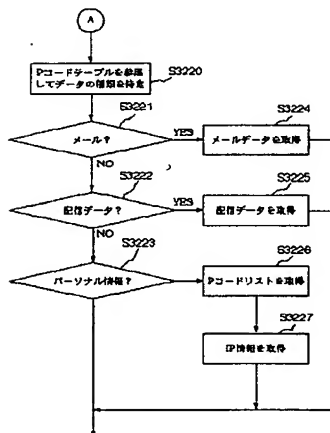 A
Pコードテーブルを参照
してデータの種類を特定
S3220
S3221
メール?
YES
S3224
メールデータを取得
NO
S3222
配信データ?
YES
S3225
配信データを取得
NO
S3223
パーソナル情報?
S3226
Pコードリストを取得
S3227
IP情報を取得